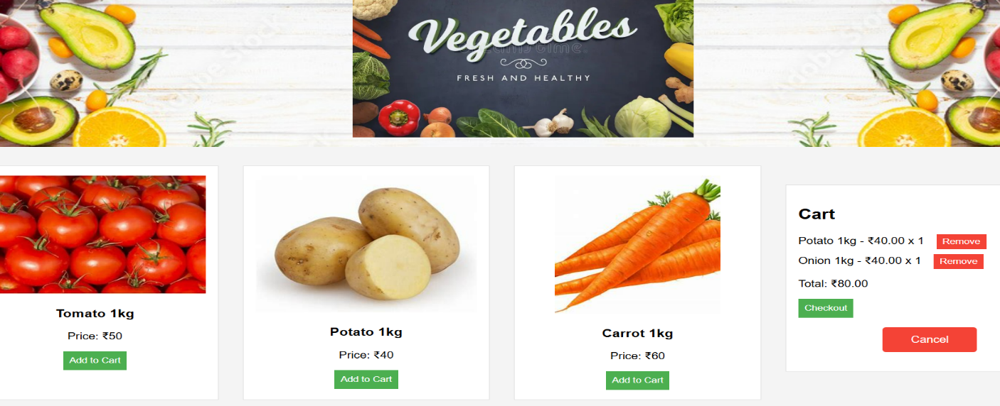 Vegetables
FRESH AND HEALTHY
Tomato 1kg
Price: ₹50
Add to Cart
Potato 1kg
Price: ₹40
Add to Cart
Carrot 1kg
Price: ₹60
Add to Cart
Cart
Potato 1kg - ₹40.00 x 1 Remove
Onion 1kg - ₹40.00 x 1 Remove
Total: ₹80.00
Checkout
Cancel